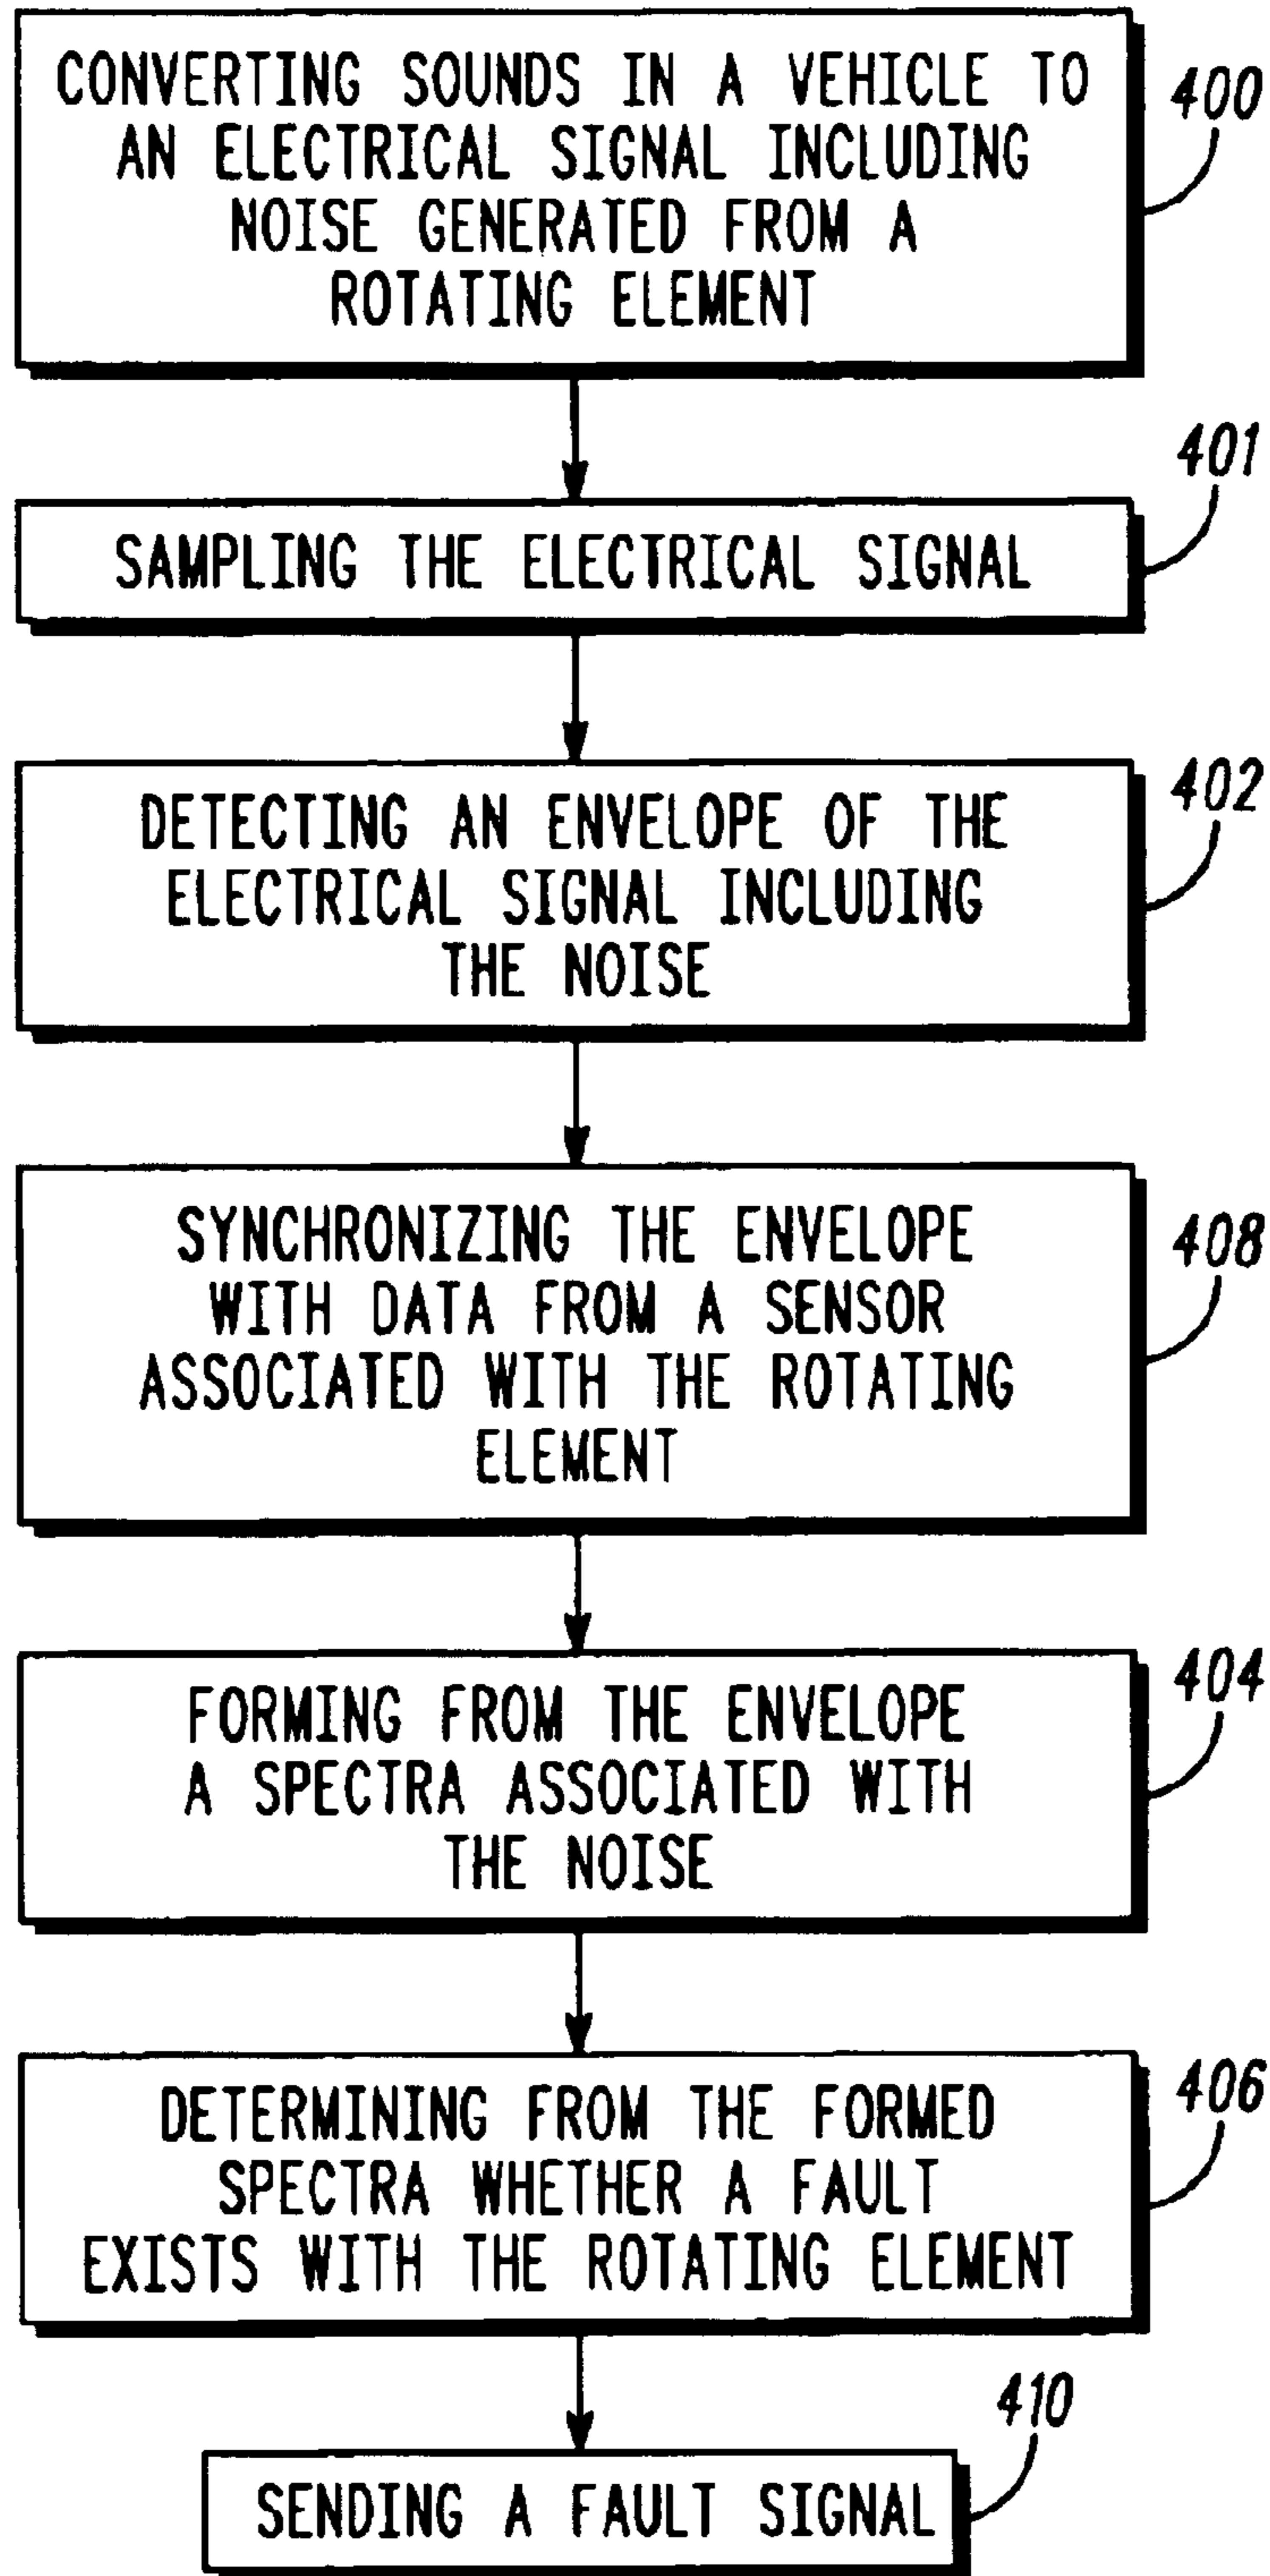 CONVERTING SOUNDS IN A VEHICLE TO
AN ELECTRICAL SIGNAL INCLUDING
NOISE GENERATED FROM A
ROTATING ELEMENT
400
401
SAMPLING THE ELECTRICAL SIGNAL
402
DETECTING AN ENVELOPE OF THE
ELECTRICAL SIGNAL INCLUDING
THE NOISE
408
SYNCHRONIZING THE ENVELOPE
WITH DATA FROM A SENSOR
ASSOCIATED WITH THE ROTATING
ELEMENT
404
FORMING FROM THE ENVELOPE
A SPECTRA ASSOCIATED WITH
THE NOISE
406
DETERMINING FROM THE FORMED
SPECTRA WHETHER A FAULT
EXISTS WITH THE ROTATING ELEMENT
410
SENDING A FAULT SIGNAL